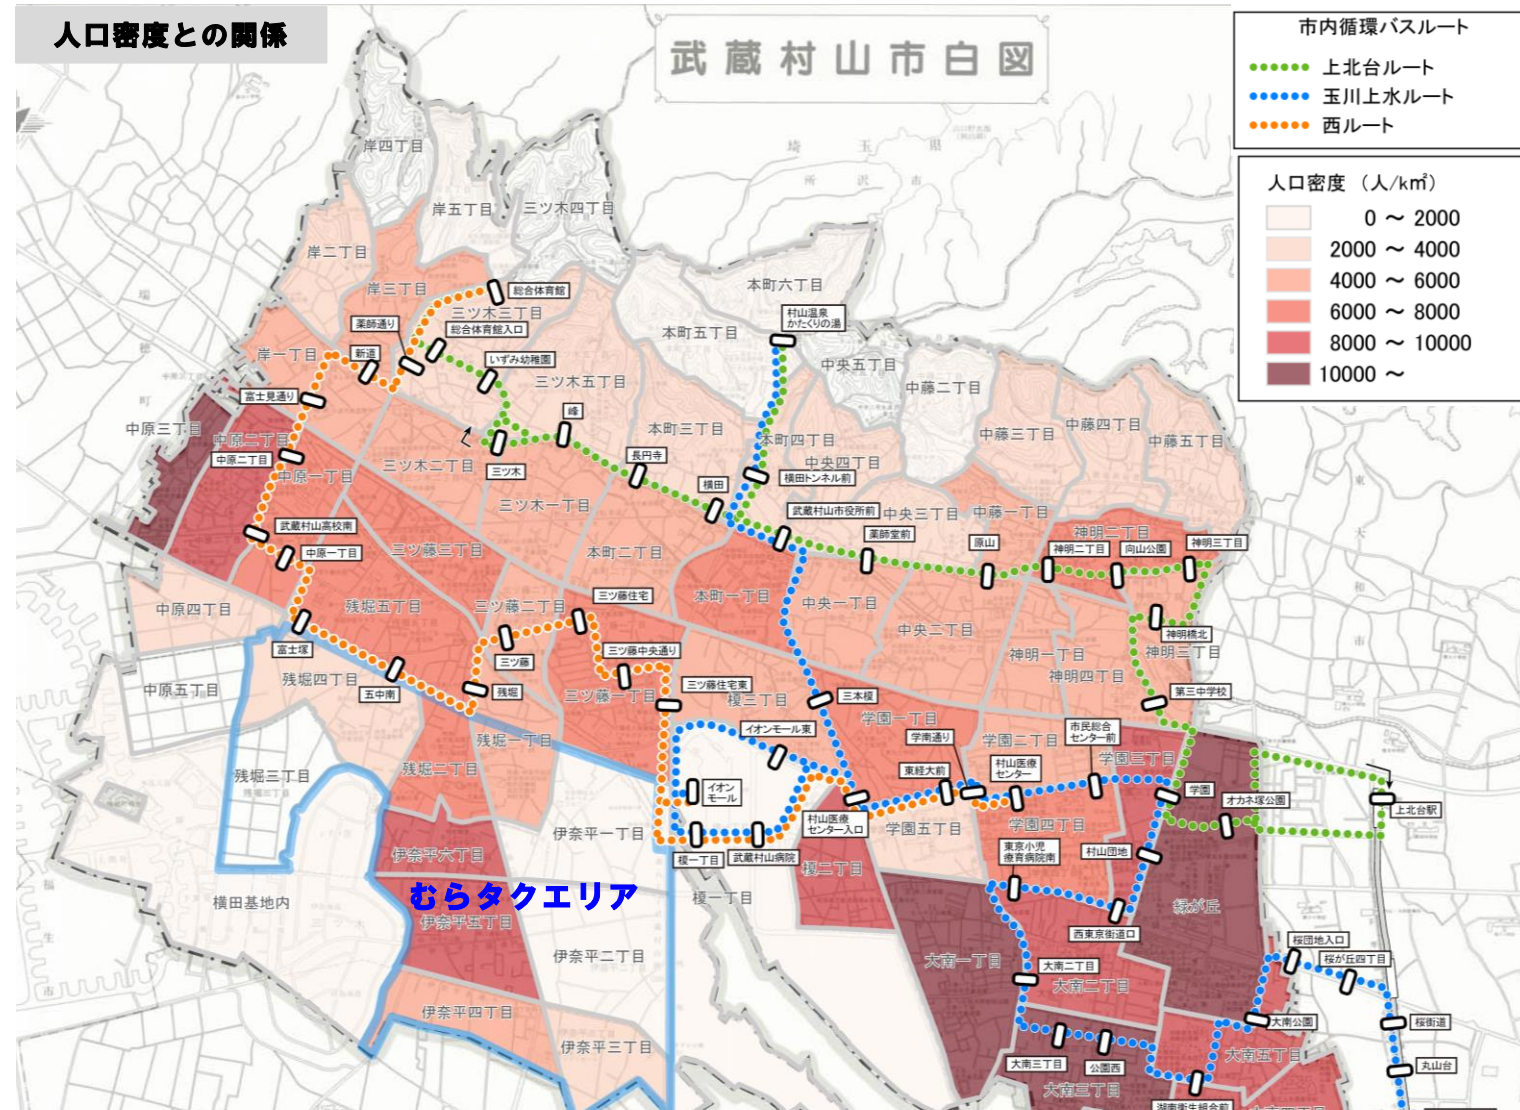 人口密度との関係
武蔵村山市白図
市内循環バスルート
上北台ルート
玉川上水ルート
西ルート
人口密度 (人/k㎡)
0 ～ 2000
2000 ～ 4000
4000 ～ 6000
6000 ～ 8000
8000 ～ 10000
10000 ～
埼玉県
所沢市
岸四丁目
岸五丁目
三ツ木四丁目
岸二丁目
岸三丁目
総合体育館
三ツ木三丁目
本町六丁目
薬師通り
総合体育館入口
本町五丁目
村山温泉
かたくりの湯
岸一丁目
新道
いずみ幼稚園
三ツ木五丁目
中央五丁目
中藤二丁目
富士見通り
峰
本町三丁目
中藤三丁目
中藤四丁目
中藤五丁目
中原三丁目
中原二丁目
中原二丁目
中原一丁目
三ツ木二丁目
三ツ木
長円寺
本町四丁目
中央四丁目
横田
横田トンネル前
三ツ木一丁目
武蔵村山市役所前
中央三丁目
中藤一丁目
武蔵村山高校南
中原一丁目
三ツ藤三丁目
本町二丁目
薬師堂前
原山
神明二丁目
神明二丁目
向山公園
神明三丁目
中原四丁目
残堀五丁目
三ツ藤二丁目
三ツ藤住宅
本町一丁目
中央一丁目
中央二丁目
神明橋北
神明三丁目
富士塚
三ツ藤
三ツ藤中央通り
神明一丁目
神明四丁目
中原五丁目
残堀四丁目
五中南
残堀
三ツ藤一丁目
三ツ藤住宅東
榎三丁目
三本榎
第三中学校
残堀一丁目
イオンモール東
学園一丁目
学南通り
学園二丁目
市民総合
センター前
学園三丁目
残堀三丁目
残堀二丁目
イオン
モール
東経大前
村山医療
センター
学園
オカネ塚公園
上北台駅
伊奈平一丁目
榎一丁目
武蔵村山病院
村山医療
センター入口
学園五丁目
学園四丁目
村山団地
伊奈平六丁目
東京小児
療育病院南
榎二丁目
むらタクエリア
横田基地内
伊奈平五丁目
榎一丁目
緑が丘
西東京街道口
伊奈平二丁目
大南一丁目
大南二丁目
大南二丁目
桜団地入口
桜が丘四丁目
伊奈平四丁目
伊奈平三丁目
大南公園
桜街道
大南三丁目
公園西
大南五丁目
丸山台
大南三丁目
湖南衛生組合前
瑞穂町
東大和市
福生市